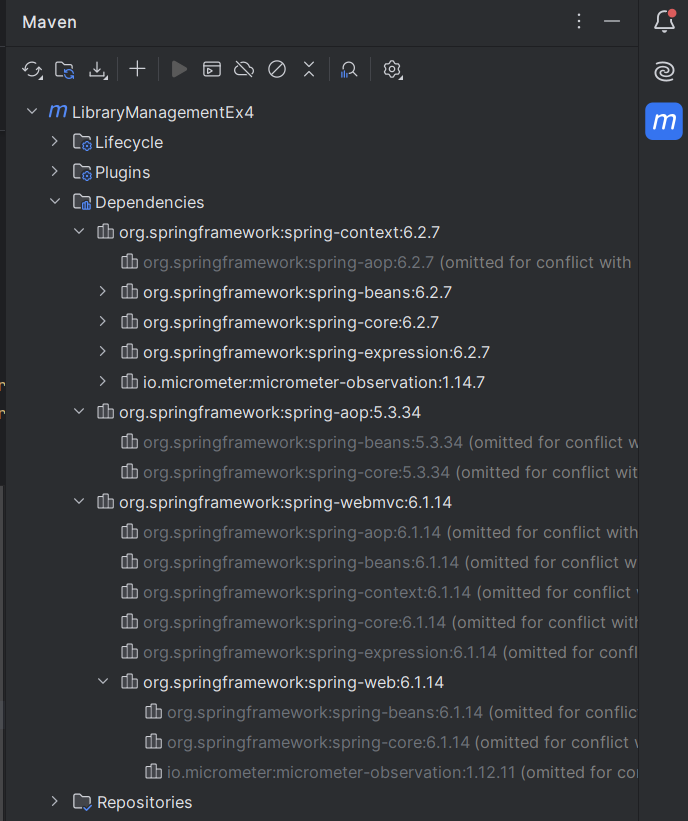 Maven
m LibraryManagementEx4
m
Lifecycle
Plugins
Dependencies
org.springframework:spring-context:6.2.7
org.springframework:spring-aop:6.2.7 (omitted for conflict with
org.springframework:spring-beans:6.2.7
org.springframework:spring-core:6.2.7
org.springframework:spring-expression:6.2.7
io.micrometer:micrometer-observation:1.14.7
org.springframework:spring-aop:5.3.34
org.springframework:spring-beans:5.3.34 (omitted for conflict w
org.springframework:spring-core:5.3.34 (omitted for conflict wit
org.springframework:spring-webmvc:6.1.14
org.springframework:spring-aop:6.1.14 (omitted for conflict with
org.springframework:spring-beans:6.1.14 (omitted for conflict w
org.springframework:spring-context:6.1.14 (omitted for conflict
org.springframework:spring-core:6.1.14 (omitted for conflict wit
org.springframework:spring-expression:6.1.14 (omitted for confl
org.springframework:spring-web:6.1.14
org.springframework:spring-beans:6.1.14 (omitted for conflic
org.springframework:spring-core:6.1.14 (omitted for conflict
io.micrometer:micrometer-observation:1.12.11 (omitted for co
Repositories